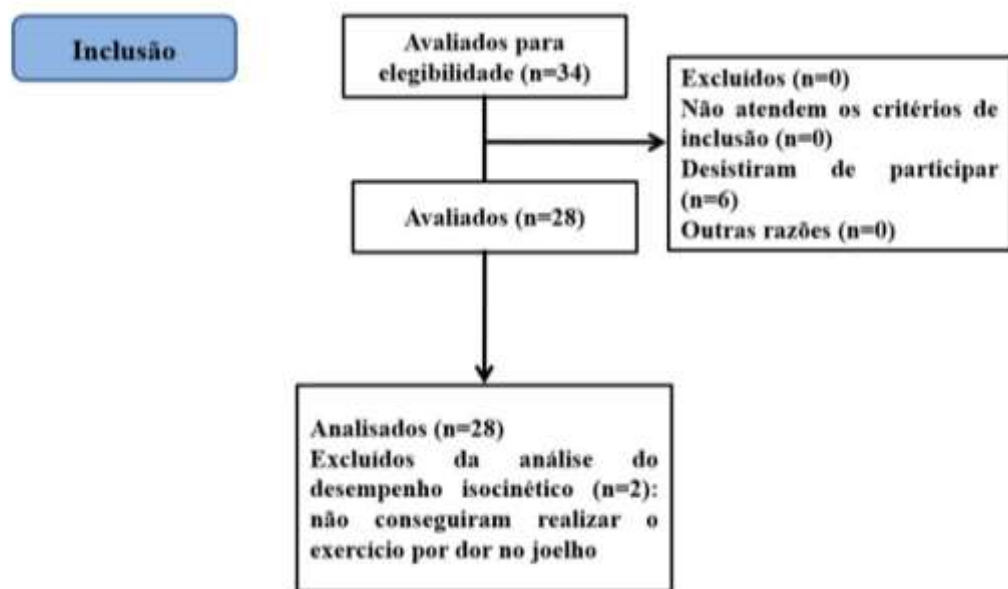 Inclusão
Avaliados para
elegibilidade (n=34)
Excluídos (n=0)
Não atendem os critérios de
inclusão (n=0)
Desistiram de participar
(n=6)
Outras razões (n=0)
Avaliados (n=28)
Analisados (n=28)
Excluídos da análise do
desempenho isocinético (n=2):
não conseguiram realizar o
exercício por dor no joelho